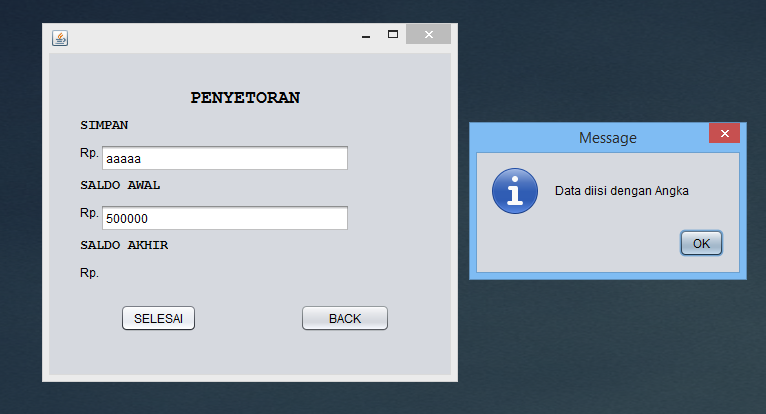 PENYETORAN
SIMPAN
Rp. aaaaa
SALDO AWAL
Rp. 500000
SALDO AKHIR
Rp.
SELESAI BACK
Message
Data diisi dengan Angka
OK